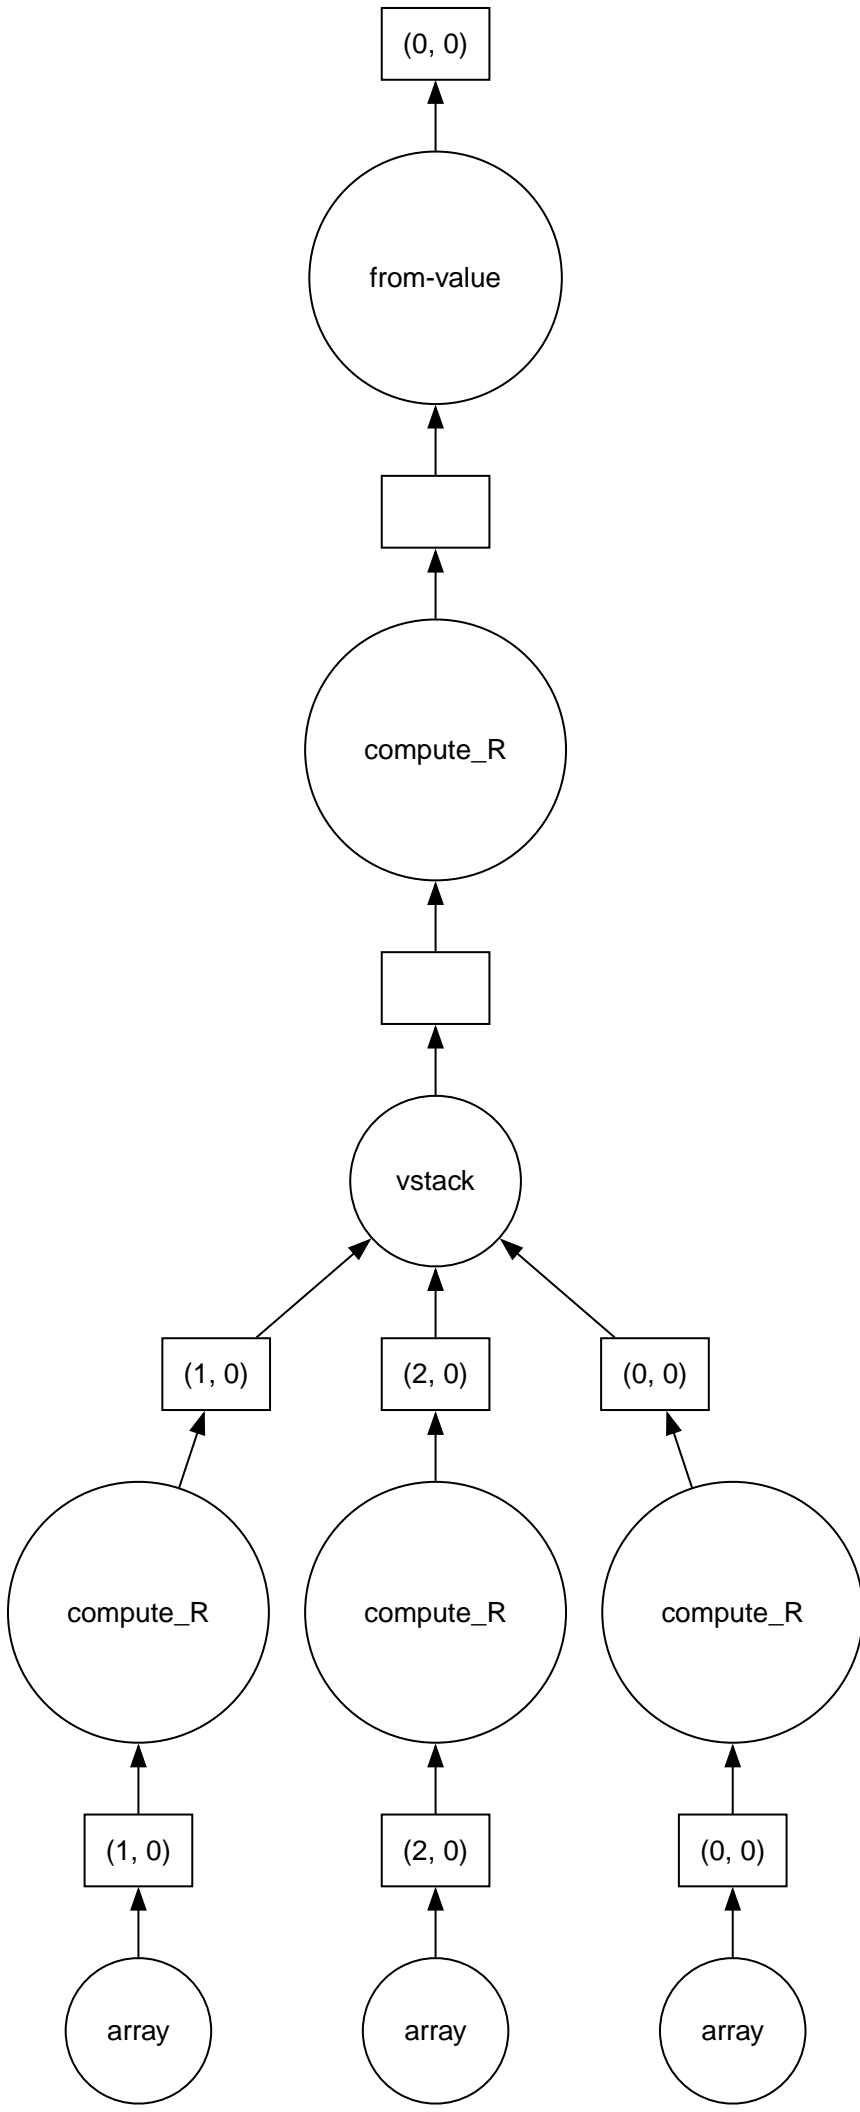 (0, 0)
from-value
compute_R
vstack
(1, 0)
(2, 0)
(0, 0)
compute_R
compute_R
compute_R
(1, 0)
(2, 0)
(0, 0)
array
array
array